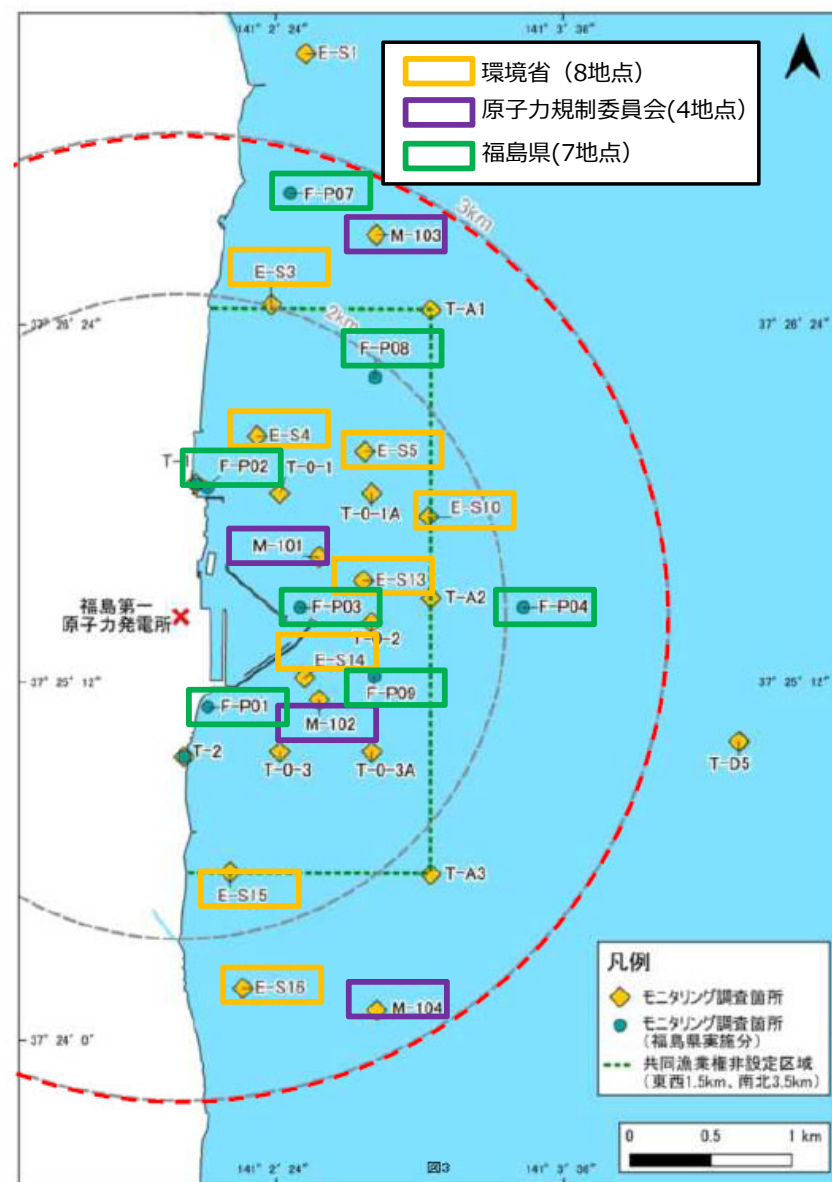 141° 2′ 24″
141° 3′ 36″
E-S1
環境省（8地点）
原子力規制委員会(4地点）
福島県(7地点）
F-P07
3km
M-103
E-S3
2km
T-A1
37° 26′ 24″
37° 26′ 24″
F-P08
E-S4
E-S5
T-1
F-P02
T-0-1
T-0-1A
E-S10
M-101
E-S13
T-A2
福島第一
原子力発電所
F-P03
F-P04
T-0-2
E-S14
37° 25′ 12″
37° 25′ 12″
F-P09
F-P01
M-102
T-2
T-0-3
T-0-3A
T-D5
T-A3
E-S15
E-S16
M-104
37° 24′ 0″
凡例
モニタリング調査箇所
モニタリング調査箇所
（福島県実施分）
共同漁業権非設定区域
（東西1.5km、南北3.5km）
0 0.5 1 km
141° 2′ 24″
図3
141° 3′ 36″